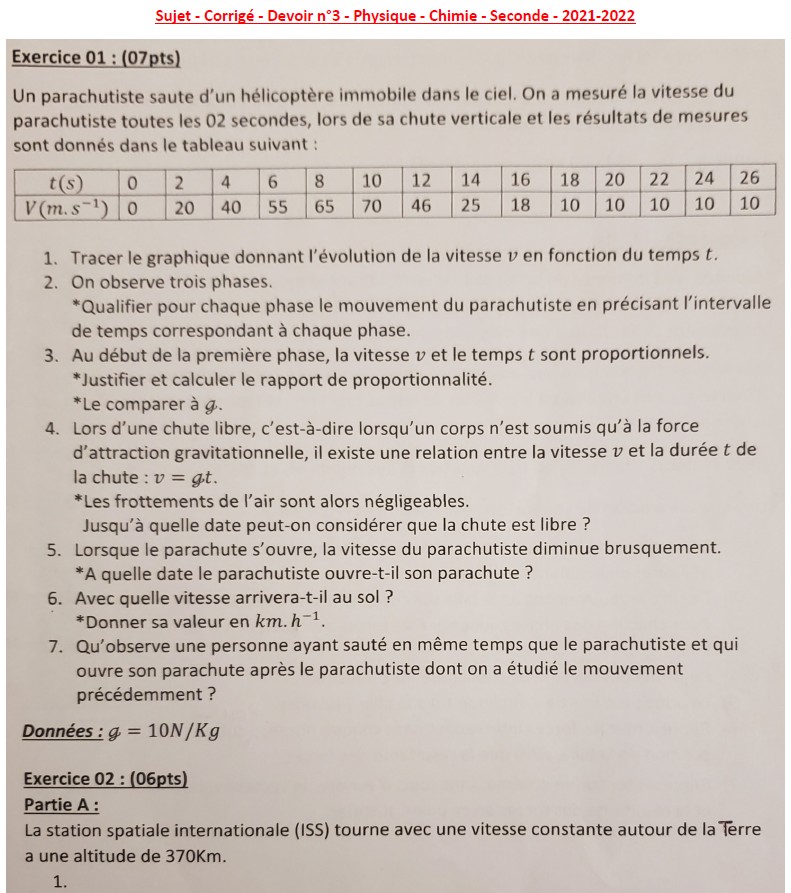 Sujet - Corrigé - Devoir n°3 - Physique - Chimie - Seconde - 2021-2022
Exercice 01 : (07pts)
Un parachutiste saute d'un hélicoptère immobile dans le ciel. On a mesuré la vitesse du
parachutiste toutes les 02 secondes, lors de sa chute verticale et les résultats de mesures
sont donnés dans le tableau suivant :
t(s) 0 2 4 6 8 10 12 14 16 18 20 22 24 26
V(m.s⁻¹) 0 20 40 55 65 70 46 25 18 10 10 10 10 10
1. Tracer le graphique donnant l'évolution de la vitesse v en fonction du temps t.
2. On observe trois phases.
*Qualifier pour chaque phase le mouvement du parachutiste en précisant l'intervalle
de temps correspondant à chaque phase.
3. Au début de la première phase, la vitesse v et le temps t sont proportionnels.
*Justifier et calculer le rapport de proportionnalité.
*Le comparer à g.
4. Lors d'une chute libre, c'est-à-dire lorsqu'un corps n'est soumis qu'à la force
d'attraction gravitationnelle, il existe une relation entre la vitesse v et la durée t de
la chute : v = gt.
*Les frottements de l'air sont alors négligeables.
Jusqu'à quelle date peut-on considérer que la chute est libre ?
5. Lorsque le parachute s'ouvre, la vitesse du parachutiste diminue brusquement.
*A quelle date le parachutiste ouvre-t-il son parachute ?
6. Avec quelle vitesse arrivera-t-il au sol ?
*Donner sa valeur en km.h⁻¹.
7. Qu'observe une personne ayant sauté en même temps que le parachutiste et qui
ouvre son parachute après le parachutiste dont on a étudié le mouvement
précédemment ?
Données : g = 10N/Kg
Exercice 02 : (06pts)
Partie A :
La station spatiale internationale (ISS) tourne avec une vitesse constante autour de la Terre
a une altitude de 370Km.
1.